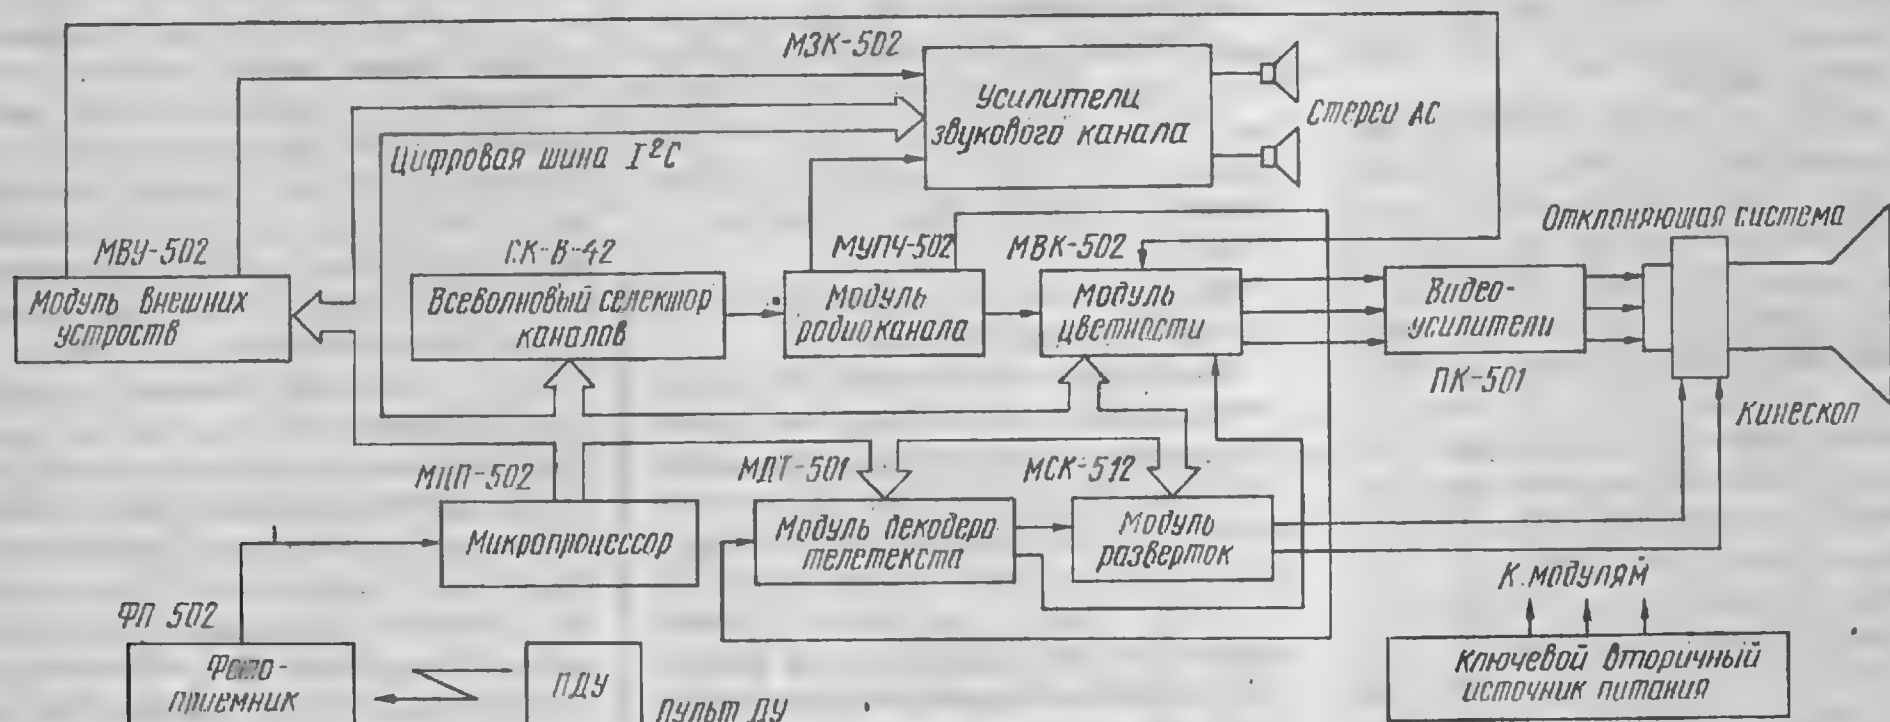 МЗК-502
Усилители
звукового канала
Стерео АС
Цифровая шина I²C
Отклоняющая система
МВУ-502
СК-В-42
МУПЧ-502
МВК-502
Модуль внешних
устроств
Всеволновый селектор
каналов
Модуль
радиоканала
Модуль
цветности
Видео-
усилители
ПК-501
Кинескоп
МЦП-502
МДТ-501
МСК-512
Микропроцессор
Модуль декодера
телетекста
Модуль
разверток
К модулям
ФП 502
Фото-
приемник
ПДУ
Пульт ДУ
Ключевой вторичный
источник питания